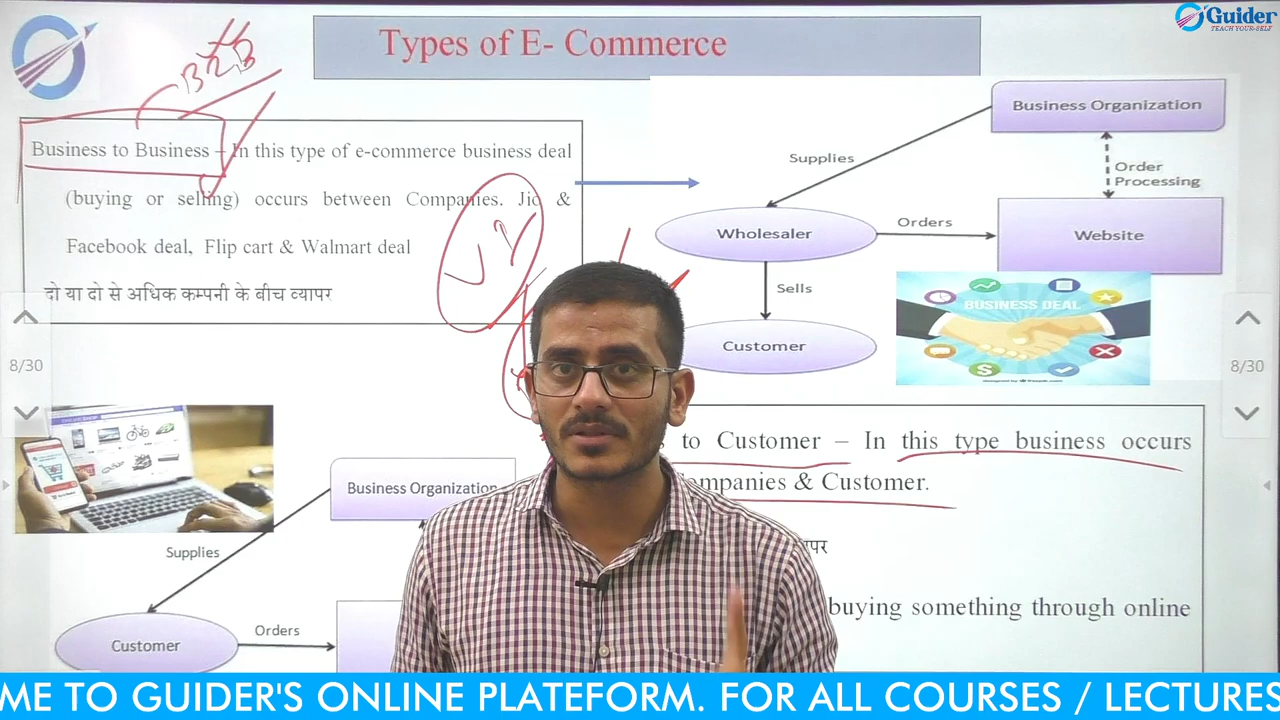 Guider
TEACH YOUR-SELF
Types of E- Commerce
B2B
Business to Business – In this type of e-commerce business deal
(buying or selling) occurs between Companies. Jio &
Facebook deal, Flip cart & Walmart deal
दो या दो से अधिक कम्पनी के बीच व्यापर
Business Organization
Supplies
Order
Processing
Wholesaler
Orders
Website
Sells
Customer
BUSINESS DEAL
8/30
8/30
to Customer – In this type business occurs
ompanies & Customer.
buying something through online
Business Organization
Supplies
Customer
Orders
ME TO GUIDER'S ONLINE PLATEFORM. FOR ALL COURSES / LECTURES